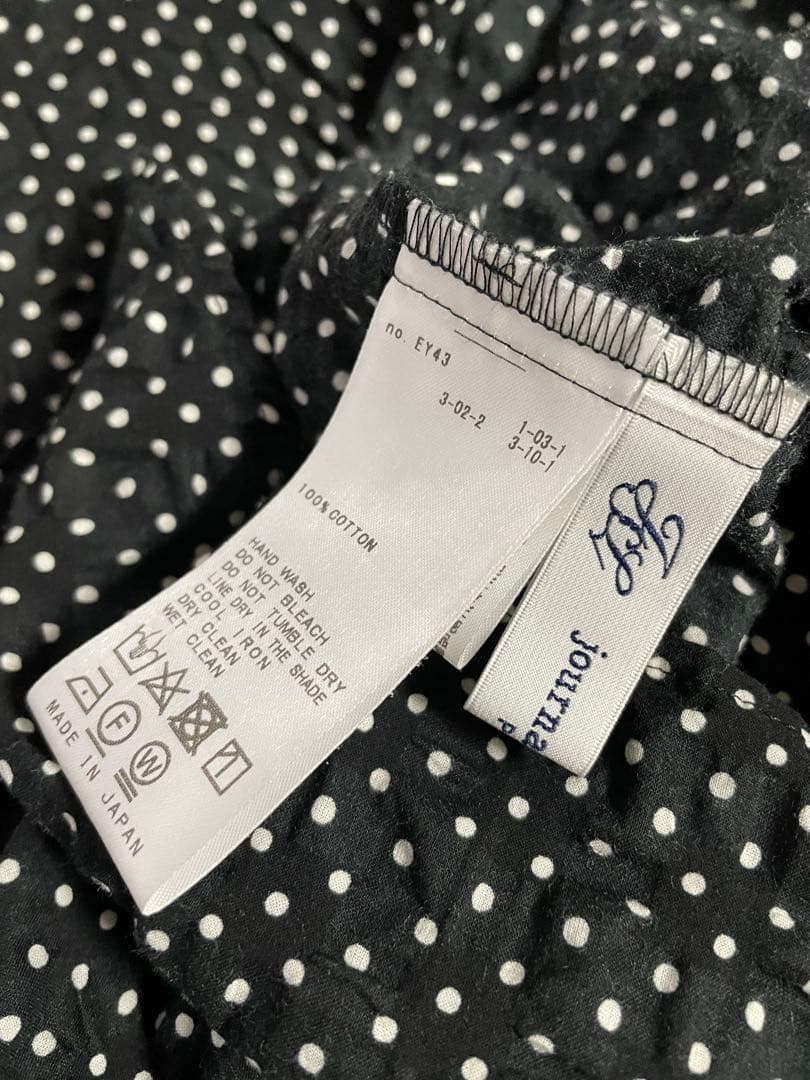 no. EY43
3-02-2 1-03-1
3-10-1
100% COTTON
HAND WASH
DO NOT BLEACH
DO NOT TUMBLE DRY
LINE DRY IN THE SHADE
COOL IRON
DRY CLEAN
WET CLEAN
F
W
MADE IN JAPAN
journa
p